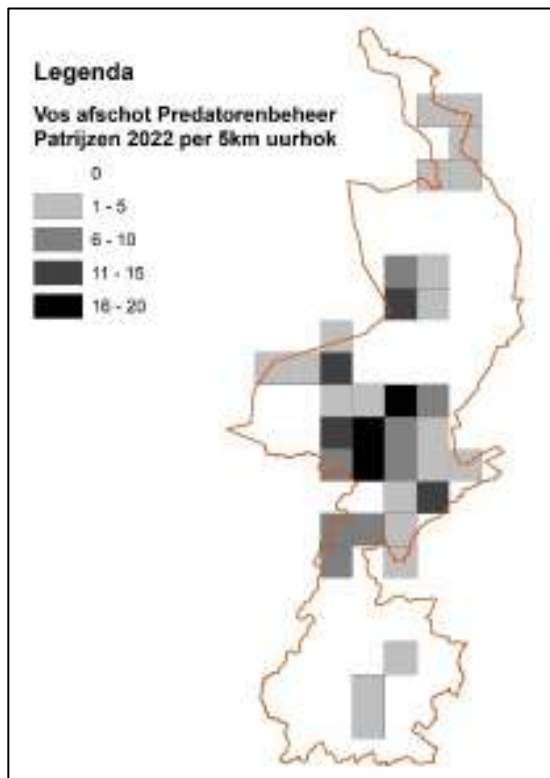 Legenda
Vos afschot Predatorenbeheer
Patrijzen 2022 per 5km uurhok
0
1 - 5
6 - 10
11 - 15
16 - 20